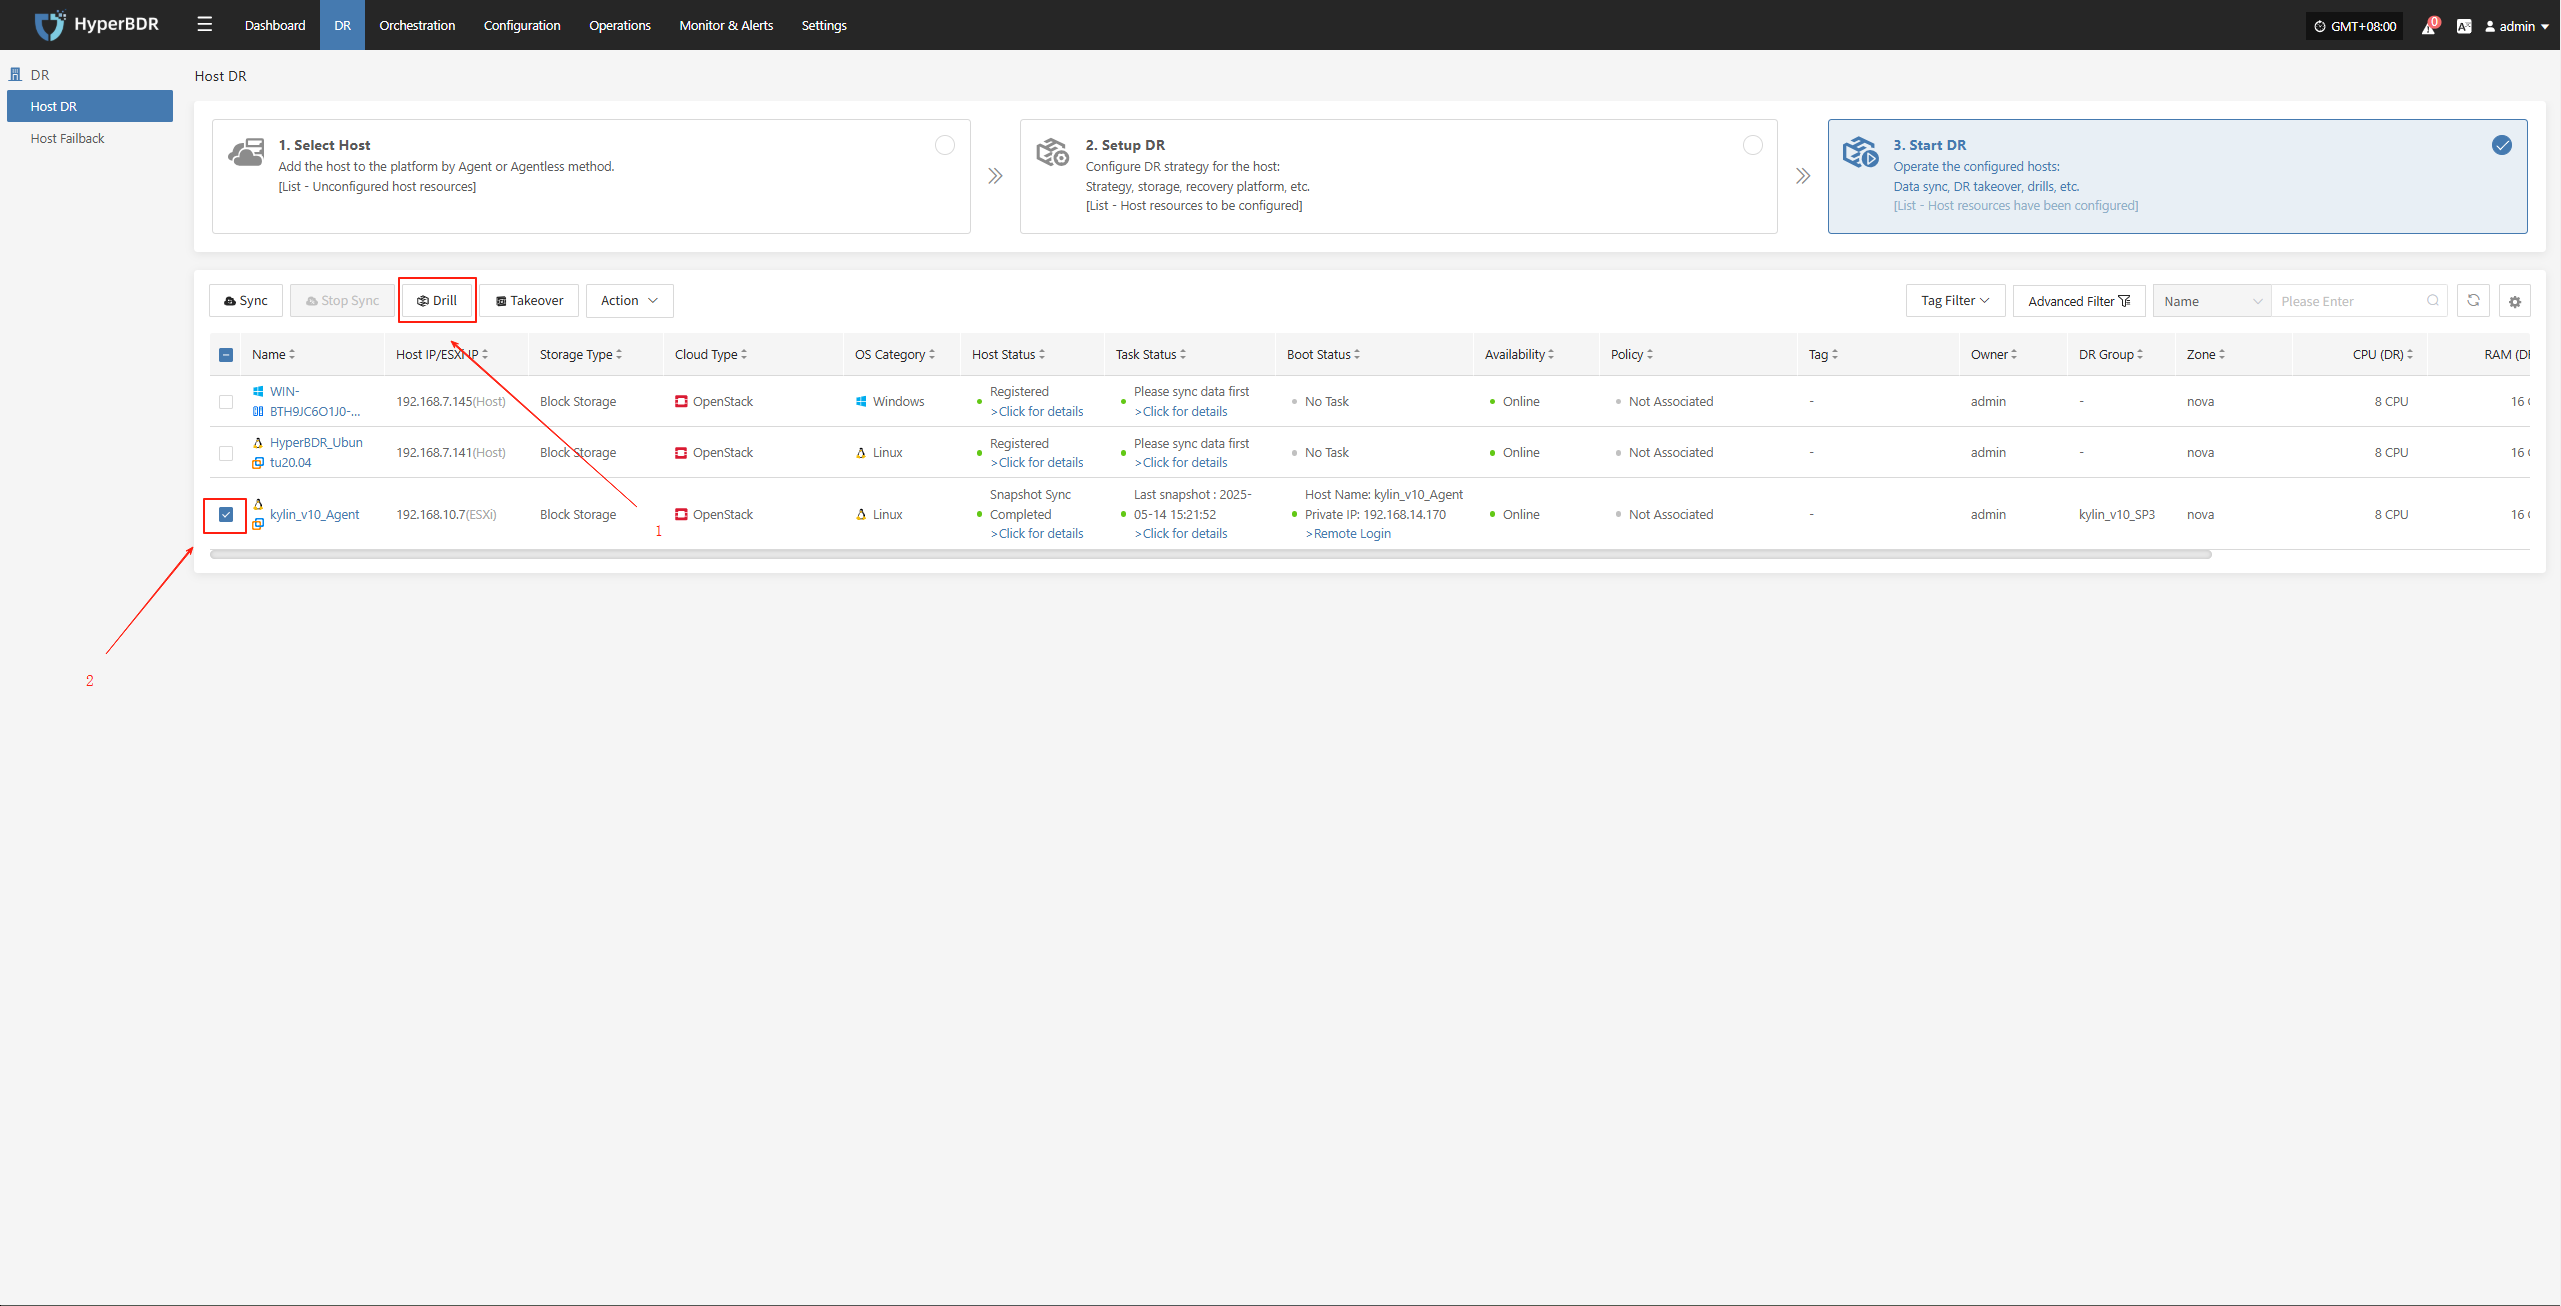 HyperBDR
Dashboard DR Orchestration Configuration Operations Monitor & Alerts Settings
GMT+08:00 0 admin
DR
Host DR
Host Failback
Host DR
1. Select Host
Add the host to the platform by Agent or Agentless method.
[List - Unconfigured host resources]
2. Setup DR
Configure DR strategy for the host:
Strategy, storage, recovery platform, etc.
[List - Host resources to be configured]
3. Start DR
Operate the configured hosts:
Data sync, DR takeover, drills, etc.
[List - Host resources have been configured]
Sync Stop Sync Drill Takeover Action
Tag Filter Advanced Filter Name Please Enter
Name Host IP/ESXi IP Storage Type Cloud Type OS Category Host Status Task Status Boot Status Availability Policy Tag Owner DR Group Zone CPU (DR) RAM (D
WIN-
BTH9JC6O1J0-...
192.168.7.145(Host) Block Storage OpenStack Windows
Registered
>Click for details
Please sync data first
>Click for details
No Task Online Not Associated - admin - nova 8 CPU 16
HyperBDR_Ubun
tu20.04
192.168.7.141(Host) Block Storage OpenStack Linux
Registered
>Click for details
Please sync data first
>Click for details
No Task Online Not Associated - admin - nova 8 CPU 16
kylin_v10_Agent 192.168.10.7(ESXi) Block Storage OpenStack Linux
Snapshot Sync
Completed
>Click for details
Last snapshot : 2025-
05-14 15:21:52
>Click for details
Host Name: kylin_v10_Agent
Private IP: 192.168.14.170
>Remote Login
Online Not Associated - admin kylin_v10_SP3 nova 8 CPU 16
1
2